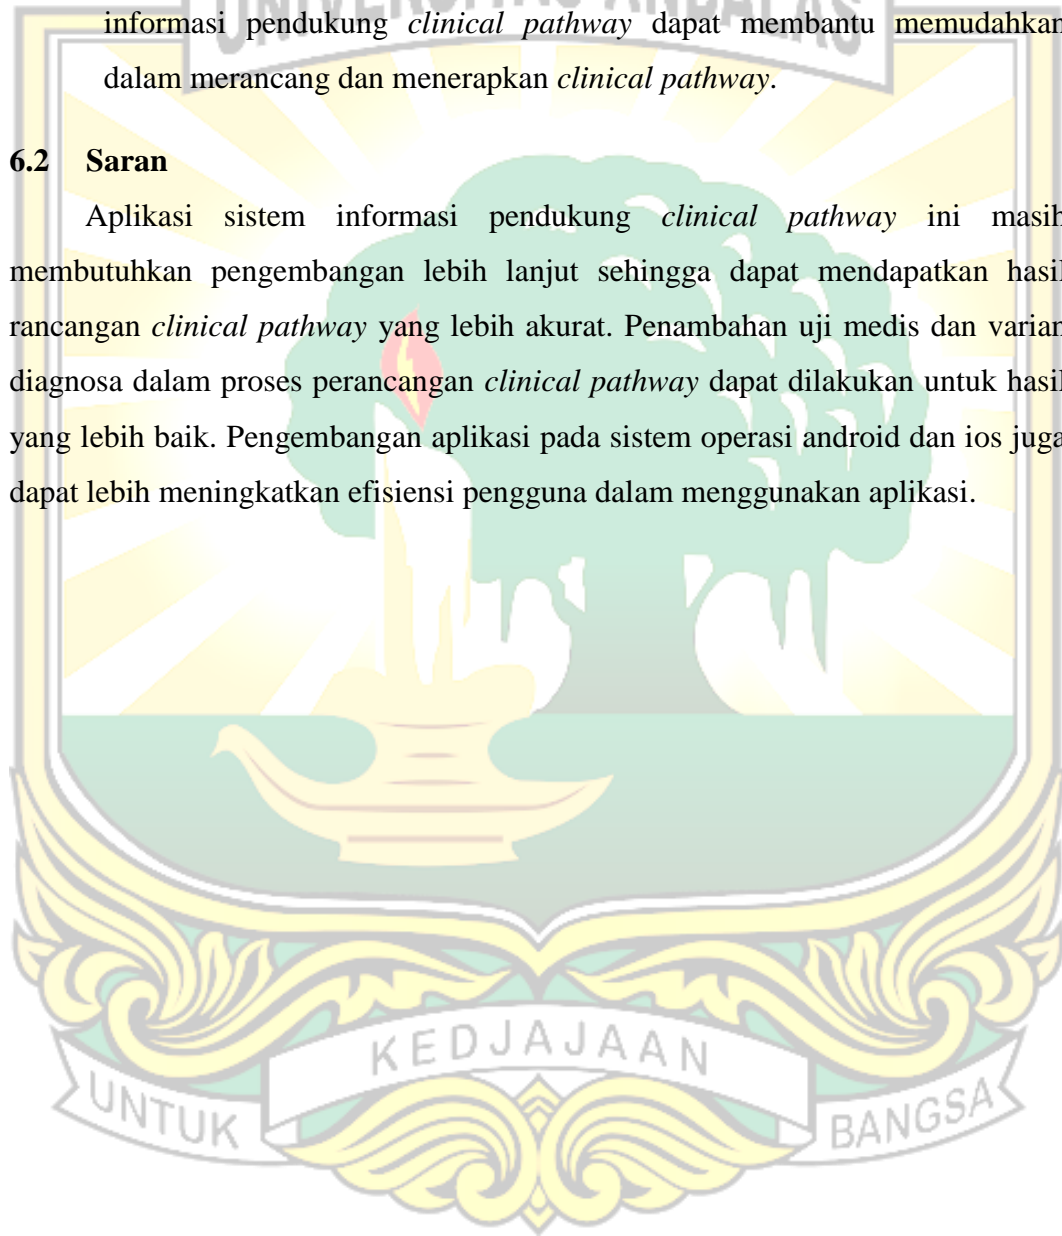 UNIVERSITAS ANDALAS
informasi pendukung clinical pathway dapat membantu memudahkan
dalam merancang dan menerapkan clinical pathway.
6.2 Saran
Aplikasi sistem informasi pendukung clinical pathway ini masih
membutuhkan pengembangan lebih lanjut sehingga dapat mendapatkan hasil
rancangan clinical pathway yang lebih akurat. Penambahan uji medis dan varian
diagnosa dalam proses perancangan clinical pathway dapat dilakukan untuk hasil
yang lebih baik. Pengembangan aplikasi pada sistem operasi android dan ios juga
dapat lebih meningkatkan efisiensi pengguna dalam menggunakan aplikasi.
UNTUK KEDJAJAAN BANGSA